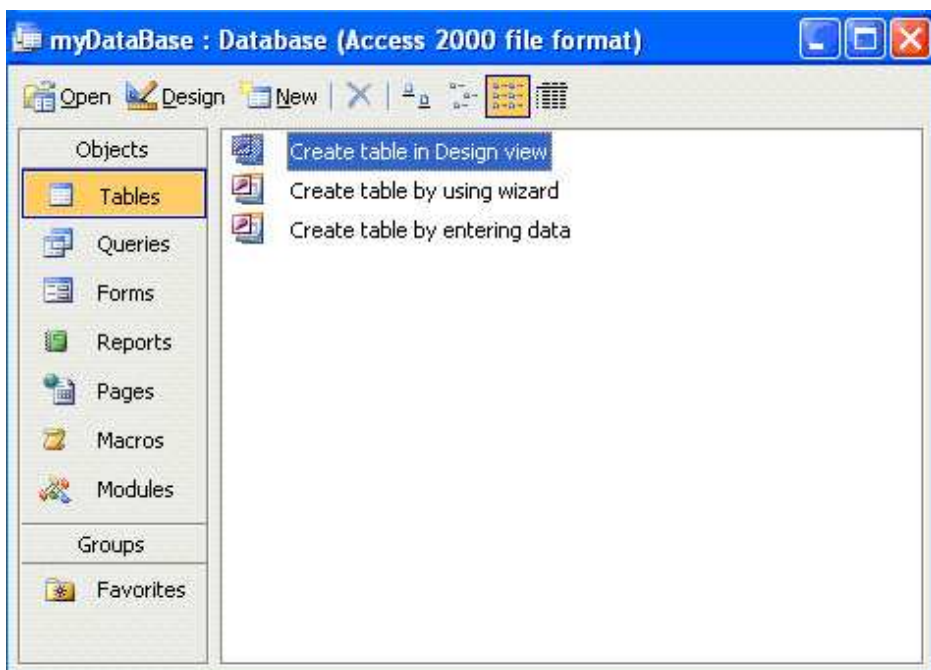 myDataBase : Database (Access 2000 file format)
Open Design New
Objects
Tables
Queries
Forms
Reports
Pages
Macros
Modules
Groups
Favorites
Create table in Design view
Create table by using wizard
Create table by entering data